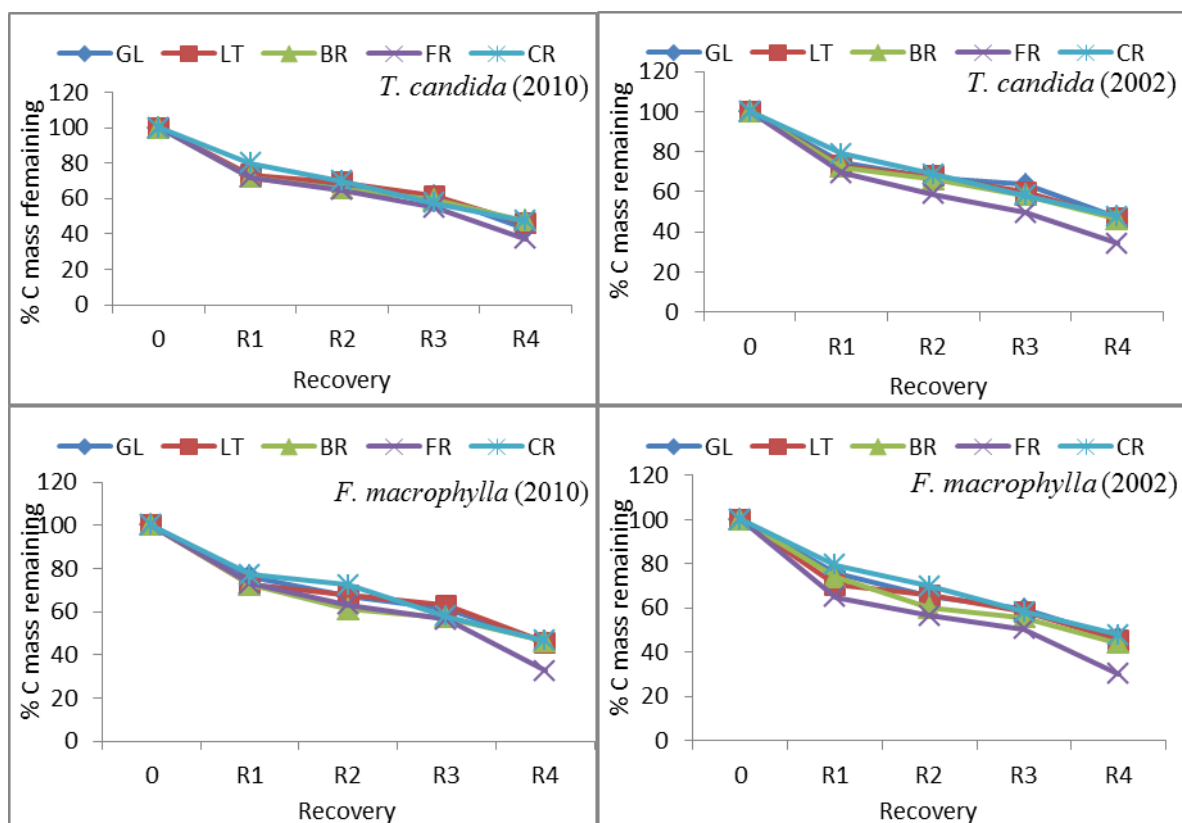 GL LT BR FR CR
T. candida (2010)
% C mass rfemaining
120
100
80
60
40
20
0
0 R1 R2 R3 R4
Recovery
GL LT BR FR CR
T. candida (2002)
% C mass remaining
120
100
80
60
40
20
0
0 R1 R2 R3 R4
Recovery
GL LT BR FR CR
F. macrophylla (2010)
% C mass remaining
120
100
80
60
40
20
0
0 R1 R2 R3 R4
Recovery
GL LT BR FR CR
F. macrophylla (2002)
% C mass remaining
120
100
80
60
40
20
0
0 R1 R2 R3 R4
Recovery